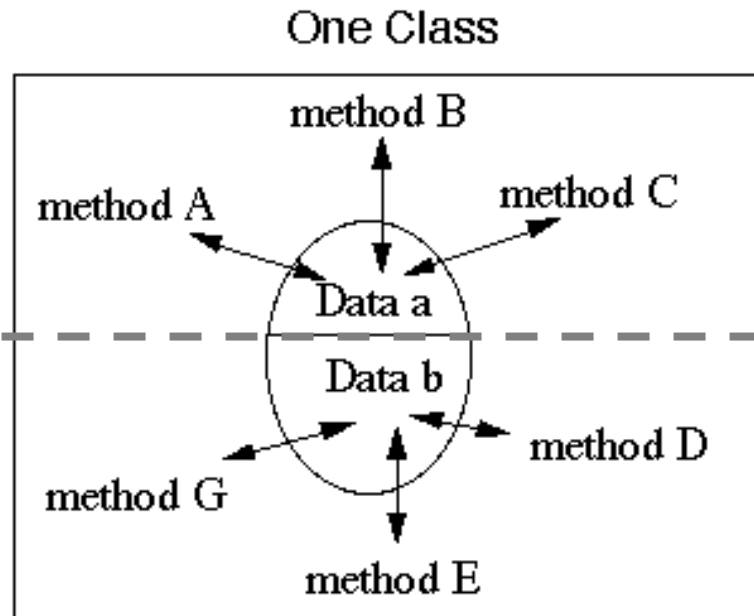 One Class
method B
method A
method C
Data a
Data b
method D
method G
method E